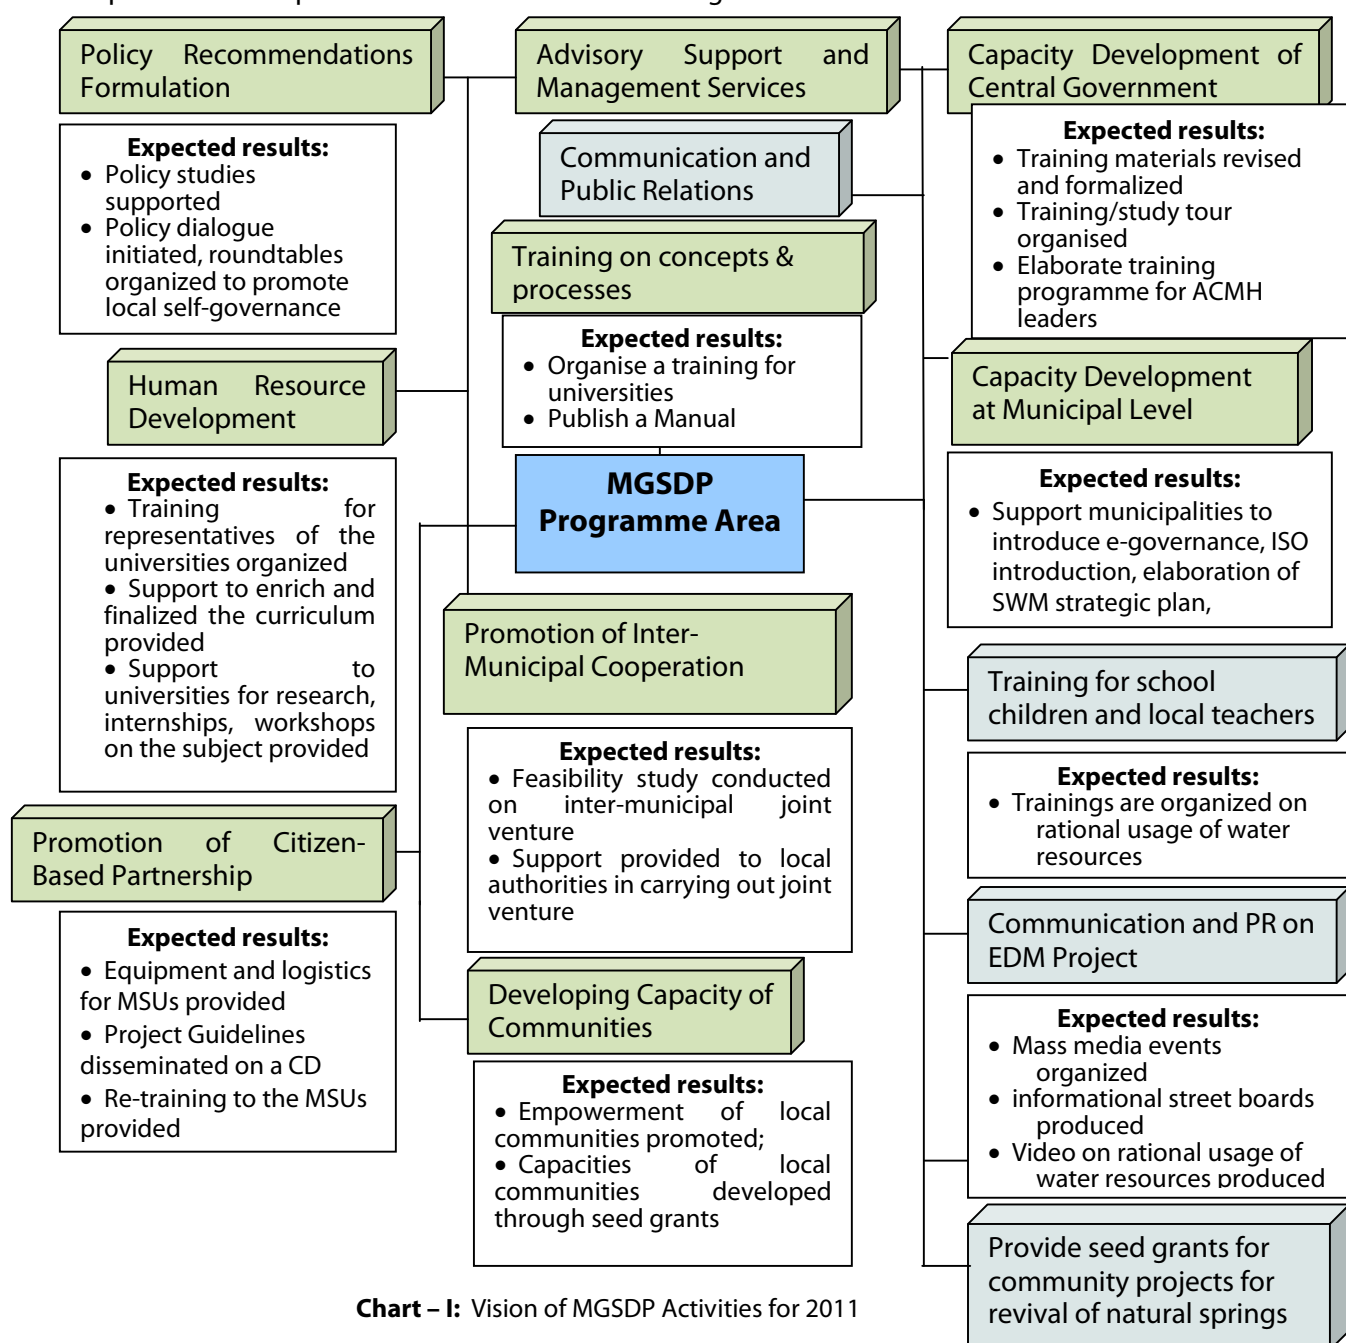 Policy Recommendations
Formulation
Expected results:
• Policy studies
supported
• Policy dialogue
initiated, roundtables
organized to promote
local self-governance
Human Resource
Development
Expected results:
• Training for
representatives of the
universities organized
• Support to enrich and
finalized the curriculum
provided
• Support to
universities for research,
internships, workshops
on the subject provided
Promotion of Citizen-
Based Partnership
Expected results:
• Equipment and logistics
for MSUs provided
• Project Guidelines
disseminated on a CD
• Re-training to the MSUs
provided
Advisory Support and
Management Services
Communication and
Public Relations
Training on concepts &
processes
Expected results:
• Organise a training for
universities
• Publish a Manual
MGSDP
Programme Area
Promotion of Inter-
Municipal Cooperation
Expected results:
• Feasibility study conducted
on inter-municipal joint
venture
• Support provided to local
authorities in carrying out joint
venture
Developing Capacity of
Communities
Expected results:
• Empowerment of local
communities promoted;
• Capacities of local
communities developed
through seed grants
Capacity Development of
Central Government
Expected results:
• Training materials revised
and formalized
• Training/study tour
organised
• Elaborate training
programme for ACMH
leaders
Capacity Development
at Municipal Level
Expected results:
• Support municipalities to
introduce e-governance, ISO
introduction, elaboration of
SWM strategic plan,
Training for school
children and local teachers
Expected results:
• Trainings are organized on
rational usage of water
resources
Communication and PR on
EDM Project
Expected results:
• Mass media events
organized
• informational street boards
produced
• Video on rational usage of
water resources produced
Provide seed grants for
community projects for
revival of natural springs
Chart – I: Vision of MGSDP Activities for 2011